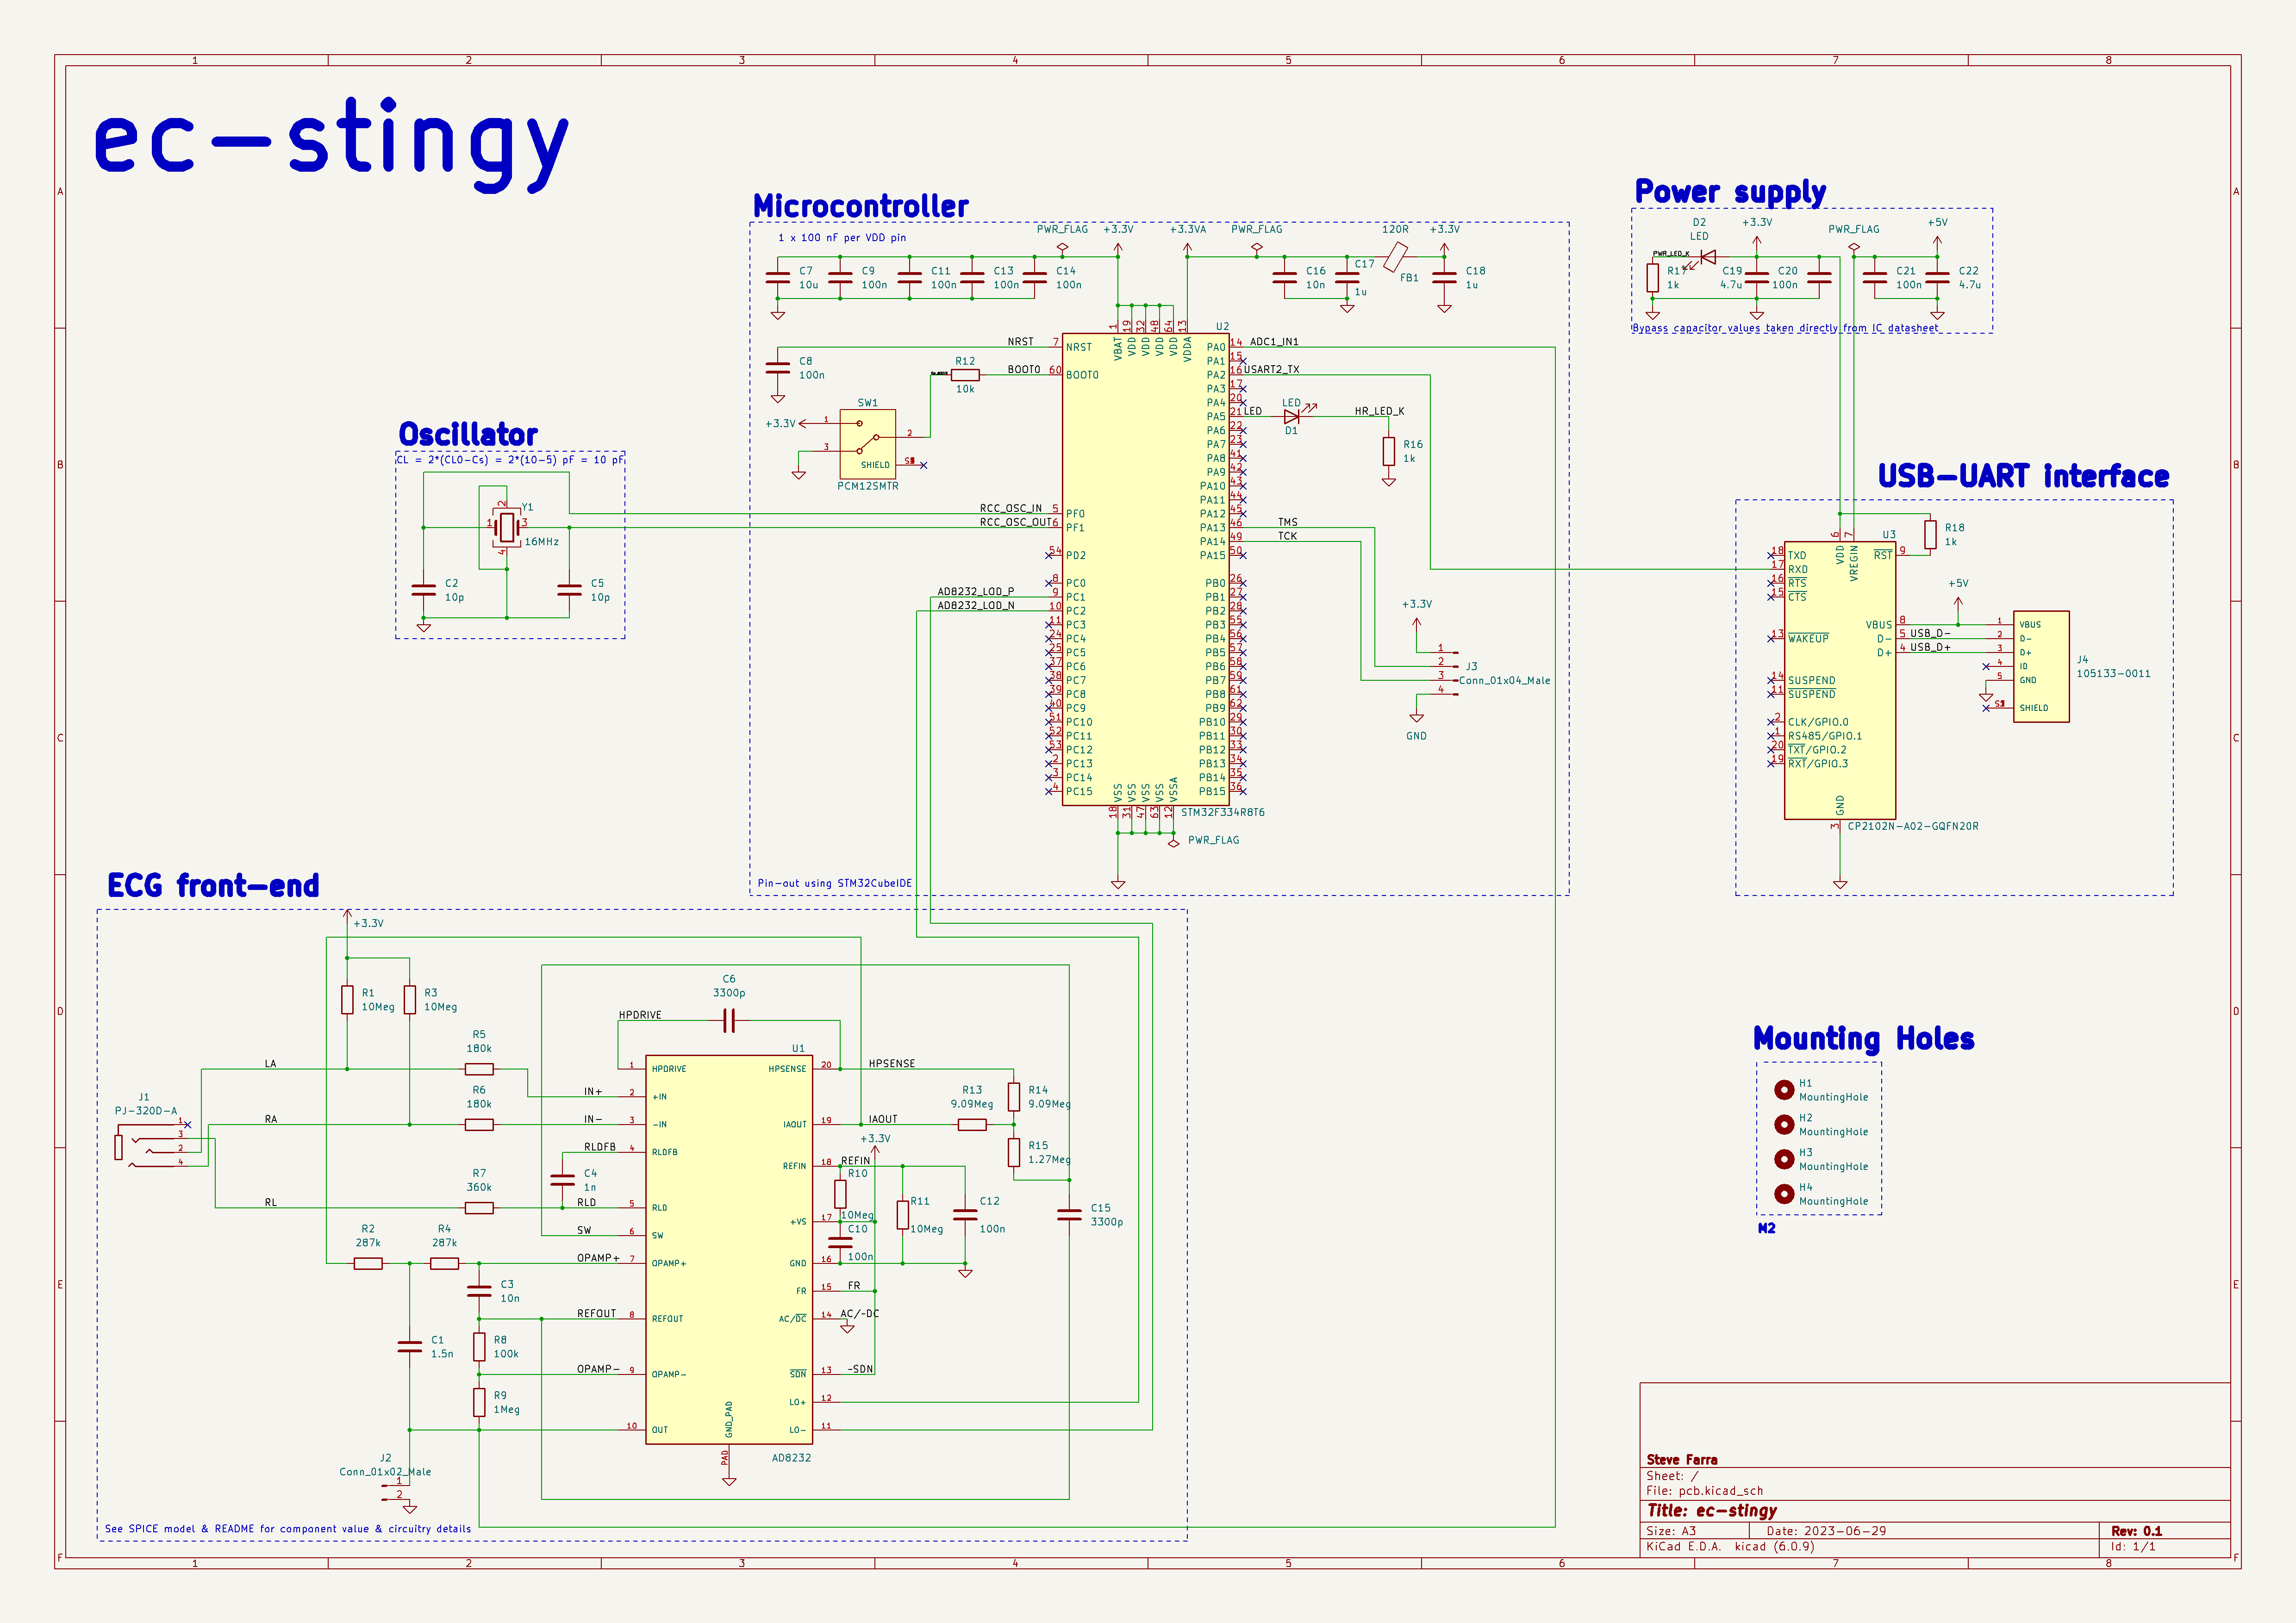 ec-stingy
Microcontroller
1 x 100 nF per VDD pin
PWR_FLAG
+3.3V
+3.3VA
PWR_FLAG
120R
+3.3V
C7
10u
C9
100n
C11
100n
C13
100n
C14
100n
C16
10n
C17
1u
FB1
C18
1u
U2
NRST
7 NRST
C8
100n
R12
10k
BOOT0
60 BOOT0
SW1
+3.3V
1
2
3
SHIELD
PCM12SMTR
1 VBAT
19 VDD
32 VDD
48 VDD
64 VDD
13 VDDA
RCC_OSC_IN 5 PF0
RCC_OSC_OUT 6 PF1
54 PD2
8 PC0
AD8232_LOD_P 9 PC1
AD8232_LOD_N 10 PC2
11 PC3
24 PC4
25 PC5
37 PC6
38 PC7
39 PC8
40 PC9
51 PC10
52 PC11
53 PC12
2 PC13
3 PC14
4 PC15
PA0 14 ADC1_IN1
PA1 15
PA2 16 USART2_TX
PA3 17
PA4 20
PA5 21 LED
PA6 22
PA7 23
PA8 41
PA9 42
PA10 43
PA11 44
PA12 45
PA13 46 TMS
PA14 49 TCK
PA15 50
PB0 26
PB1 27
PB2 28
PB3 55
PB4 56
PB5 57
PB6 58
PB7 59
PB8 61
PB9 62
PB10 29
PB11 30
PB12 33
PB13 34
PB14 35
PB15 36
18 VSS
31 VSS
47 VSS
63 VSS
12 VSSA
STM32F334R8T6
PWR_FLAG
LED
D1
HR_LED_K
R16
1k
+3.3V
1
2
3
4
J3
Conn_01x04_Male
GND
Pin-out using STM32CubeIDE
Oscillator
CL = 2*(CL0-Cs) = 2*(10-5) pF = 10 pF
Y1
1
2
3
4
16MHz
C2
10p
C5
10p
Power supply
D2
LED
+3.3V
PWR_FLAG
+5V
PWR_LED_K
R17
1k
C19
4.7u
C20
100n
C21
100n
C22
4.7u
Bypass capacitor values taken directly from IC datasheet
USB-UART interface
U3
R18
1k
6 VDD
7 VREGIN
9 RST
18 TXD
17 RXD
16 RTS
15 CTS
13 WAKEUP
14 SUSPEND
11 SUSPEND
2 CLK/GPIO.0
1 RS485/GPIO.1
20 TXT/GPIO.2
19 RXT/GPIO.3
VBUS 8
D- 5 USB_D-
D+ 4 USB_D+
GND 3
CP2102N-A02-GQFN20R
+5V
1 VBUS
2 D-
3 D+
4 ID
5 GND
SHIELD
J4
105133-0011
ECG front-end
+3.3V
R1
10Meg
R3
10Meg
C6
3300p
HPDRIVE
R5
180k
LA
R6
180k
RA
J1
PJ-320D-A
1
3
2
4
R7
360k
RL
IN+
IN-
RLDFB
C4
1n
RLD
SW
OPAMP+
R2
287k
R4
287k
C3
10n
REFOUT
C1
1.5n
R8
100k
OPAMP-
R9
1Meg
J2
Conn_01x02_Male
1
2
U1
1 HPDRIVE
2 +IN
3 -IN
4 RLDFB
5 RLD
6 SW
7 OPAMP+
8 REFOUT
9 OPAMP-
10 OUT
HPSENSE 20
IAOUT 19
REFIN 18
+VS 17
GND 16
FR 15
AC/DC 14
SDN 13
LO+ 12
LO- 11
GND_PAD
PAD
AD8232
HPSENSE
IAOUT
+3.3V
REFIN
R10
10Meg
C10
100n
R11
10Meg
C12
100n
FR
AC/-DC
-SDN
R13
9.09Meg
R14
9.09Meg
R15
1.27Meg
C15
3300p
See SPICE model & README for component value & circuitry details
Mounting Holes
H1
MountingHole
H2
MountingHole
H3
MountingHole
H4
MountingHole
M2
Steve Farra
Sheet: /
File: pcb.kicad_sch
Title: ec-stingy
Size: A3
Date: 2023-06-29
Rev: 0.1
KiCad E.D.A. kicad (6.0.9)
Id: 1/1
1 2 3 4 5 6 7 8
A
B
C
D
E
F
A
B
C
D
E
F
1 2 3 4 5 6 7 8